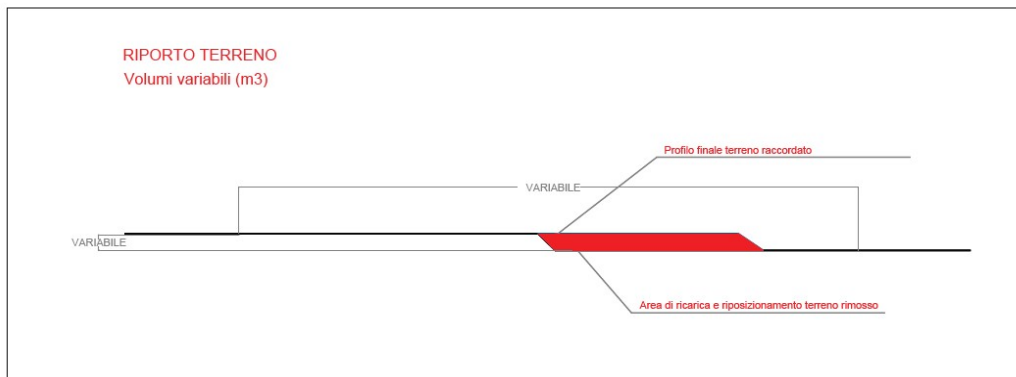 RIPORTO TERRENO
Volumi variabili (m3)
Profilo finale terreno raccordato
VARIABILE
VARIABILE
Area di ricarica e riposizionamento terreno rimosso